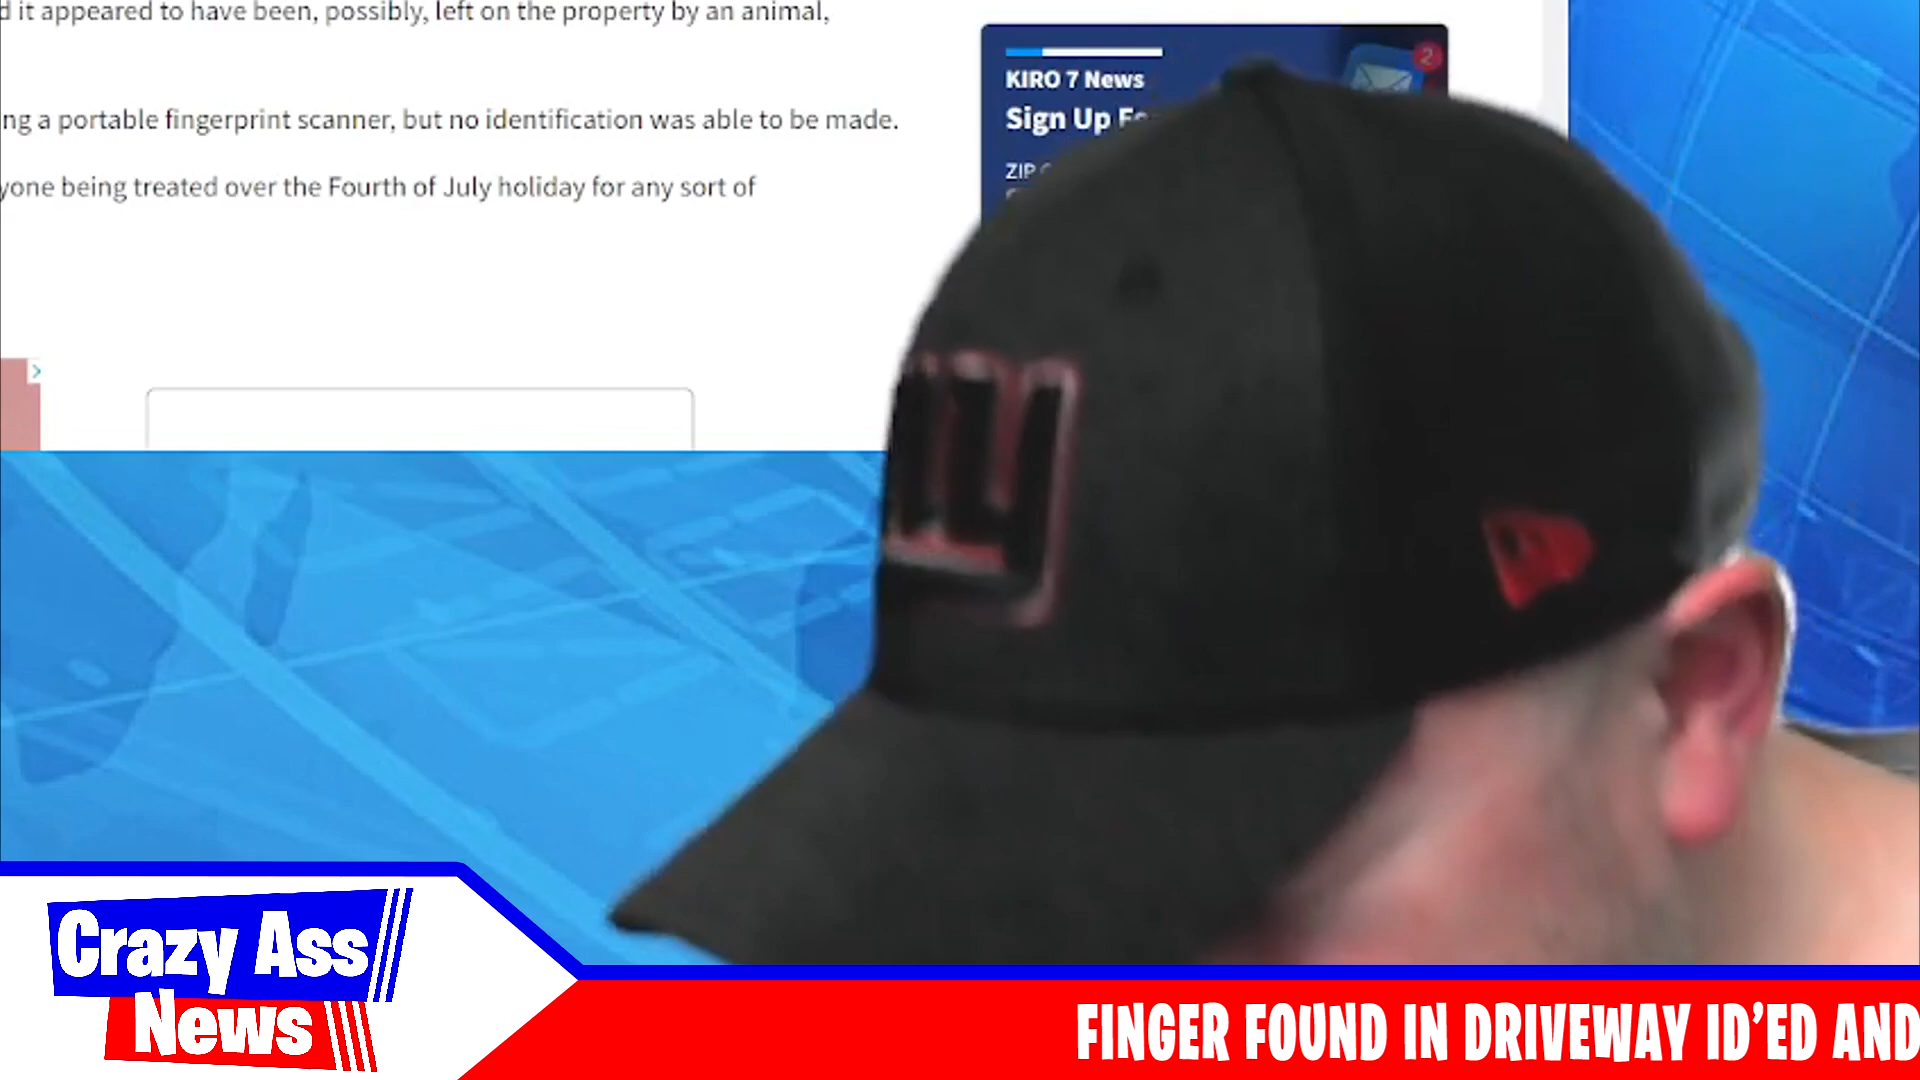 d it appeared to have been, possibly, left on the property by an animal,
ng a portable fingerprint scanner, but no identification was able to be made.
yone being treated over the Fourth of July holiday for any sort of
2
KIRO 7 News
Sign Up
ZIP
Crazy Ass
News
FINGER FOUND IN DRIVEWAY ID'ED AND